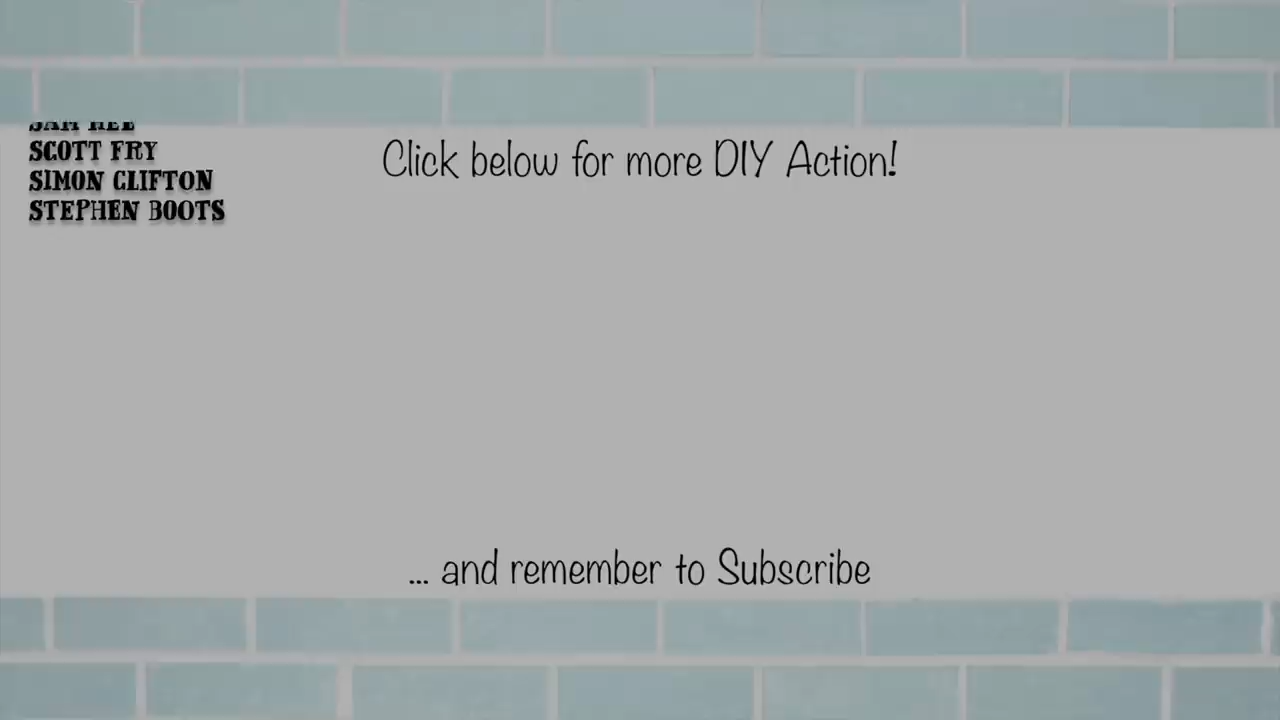 SCOTT FRY
SIMON CLIFTON
STEPHEN BOOTS
Click below for more DIY Action!
... and remember to Subscribe